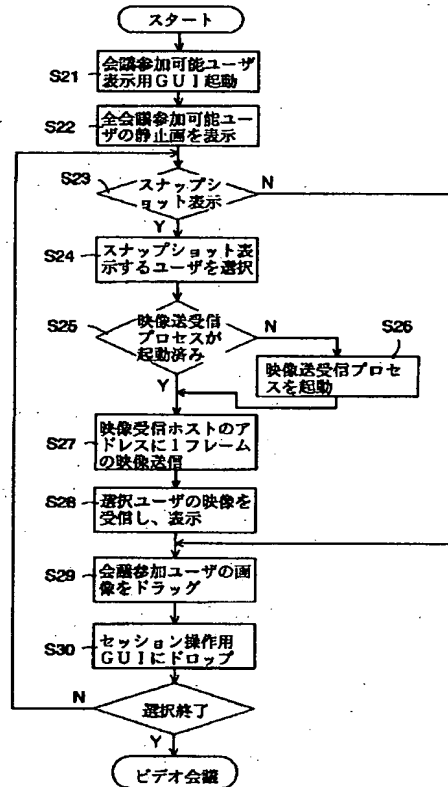 スタート
S21
会議参加可能ユーザ
表示用GUI起動
S22
全会議参加可能ユー
ザの静止画を表示
S23
スナップシ
ョット表示
N
Y
S24
スナップショット表
示するユーザを選択
S25
映像送受信
プロセスが
起動済み
N
Y
S26
映像送受信プロセ
スを起動
S27
映像受信ホストのア
ドレスに1フレーム
の映像送信
S28
選択ユーザの映像を
受信し、表示
S29
会議参加ユーザの画
像をドラッグ
S30
セッション操作用
GUIにドロップ
N
選択終了
Y
ビデオ会議